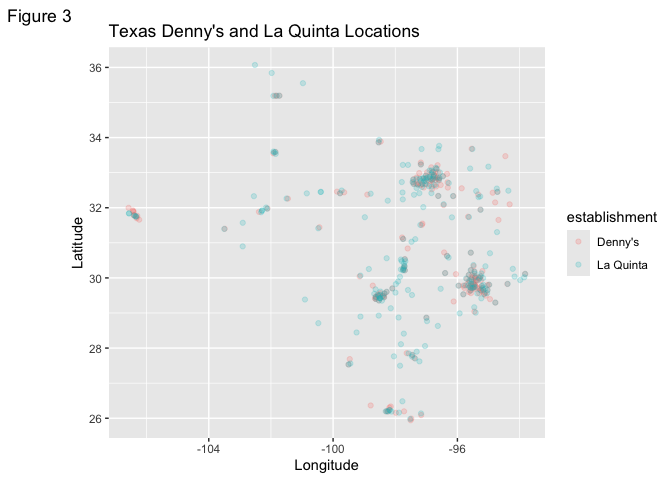 Figure 3
Texas Denny's and La Quinta Locations
36
34
32
30
28
26
Latitude
-104
-100
-96
Longitude
establishment
Denny's
La Quinta